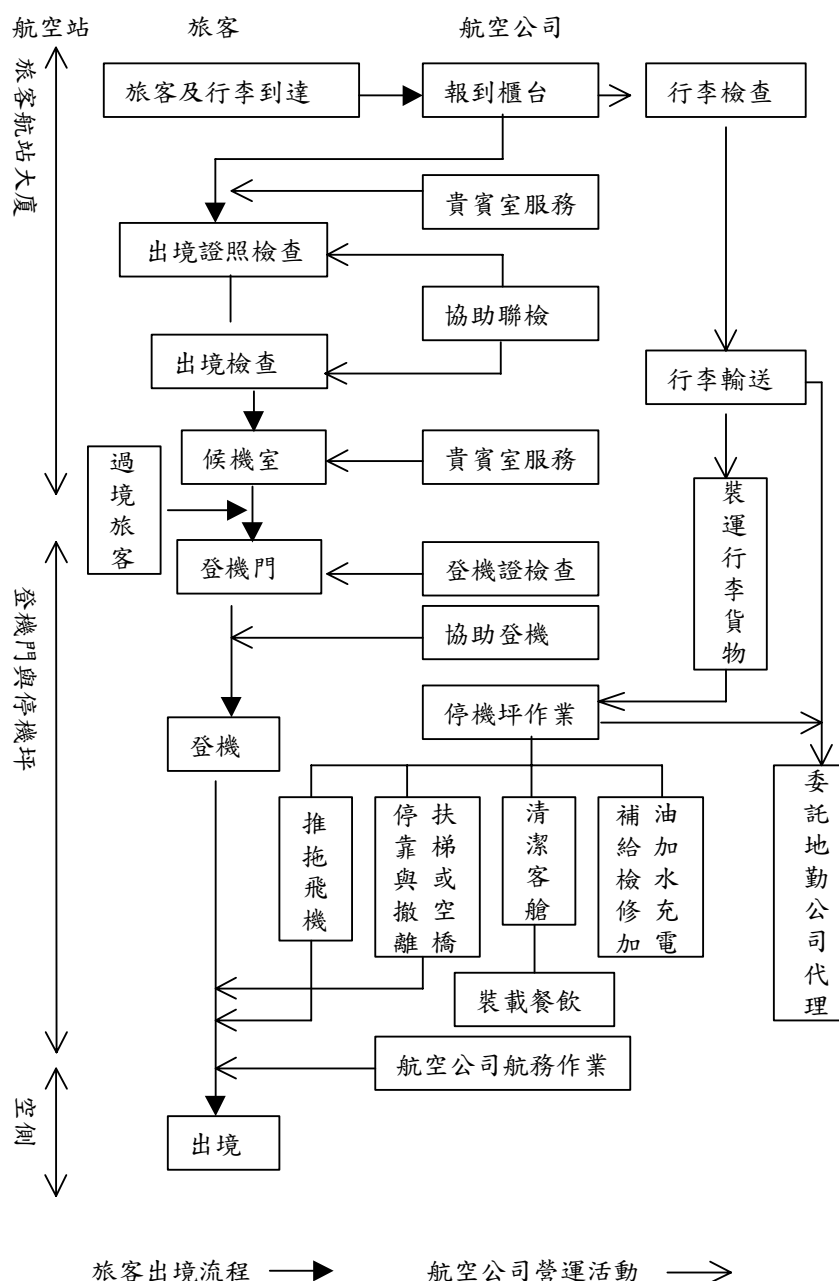 航空站
旅客
航空公司
旅客航站大廈
旅客及行李到達
報到櫃台
行李檢查
貴賓室服務
出境證照檢查
協助聯檢
出境檢查
行李輸送
過境旅客
候機室
貴賓室服務
裝運行李貨物
登機門
登機證檢查
登機門與停機坪
協助登機
停機坪作業
登機
推拖飛機
停靠與撤離
扶梯或空橋
清潔客艙
補給檢修加
油加水充電
委託地勤公司代理
裝載餐飲
航空公司航務作業
空側
出境
旅客出境流程
航空公司營運活動